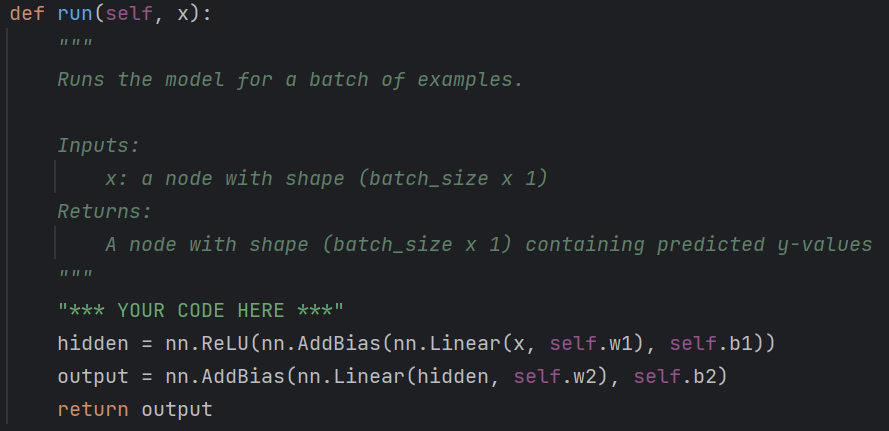 def run(self, x):
    """
    Runs the model for a batch of examples.

    Inputs:
        x: a node with shape (batch_size x 1)
    Returns:
        A node with shape (batch_size x 1) containing predicted y-values
    """
    "*** YOUR CODE HERE ***"
    hidden = nn.ReLU(nn.AddBias(nn.Linear(x, self.w1), self.b1))
    output = nn.AddBias(nn.Linear(hidden, self.w2), self.b2)
    return output